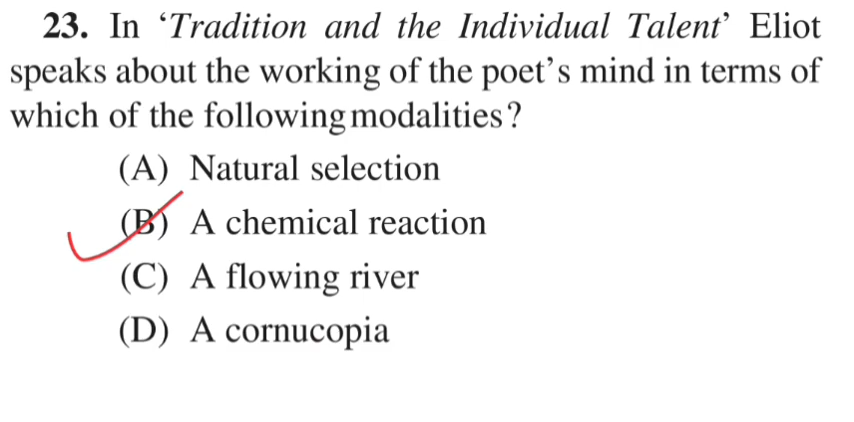 23. In ‘Tradition and the Individual Talent’ Eliot
speaks about the working of the poet’s mind in terms of
which of the following modalities?
(A) Natural selection
(B) A chemical reaction
(C) A flowing river
(D) A cornucopia